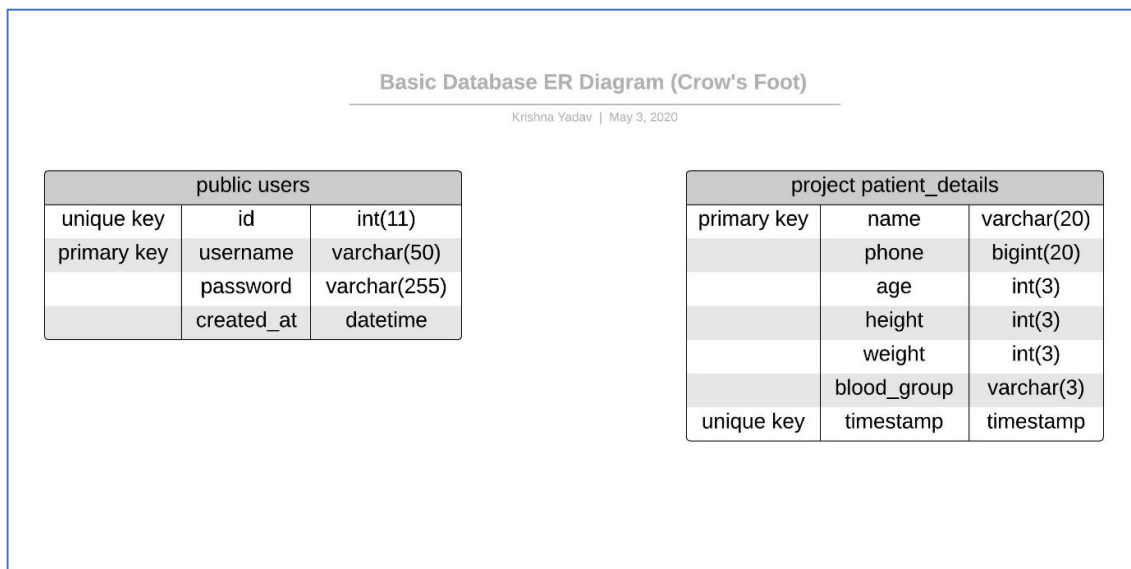 Basic Database ER Diagram (Crow's Foot)
Krishna Yadav | May 3, 2020
public users
unique key id int(11)
primary key username varchar(50)
password varchar(255)
created_at datetime
project patient_details
primary key name varchar(20)
phone bigint(20)
age int(3)
height int(3)
weight int(3)
blood_group varchar(3)
unique key timestamp timestamp